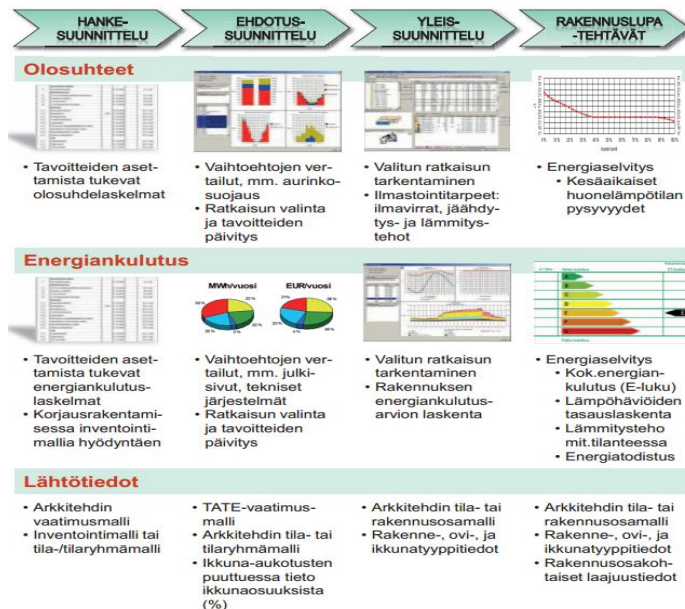 HANKE-
SUUNNITTELU
EHDOTUS-
SUUNNITTELU
YLEIS-
SUUNNITTELU
RAKENNUSLUPA
-TEHTÄVÄT
Olosuhteet
• Tavoitteiden aset-
tamista tukevat
olosuhdelaskelmat
• Vaihtoehtojen ver-
tailut, mm. aurinko-
suojaus
• Ratkaisun valinta
ja tavoitteiden
päivitys
• Valitun ratkaisun
tarkentaminen
• Ilmastointitarpeet:
ilmavirrat, jäähdy-
tys- ja lämmitys-
tehot
• Energiaselvitys
• Kesäaikaiset
huonelämpötilan
pysyvyydet
Energiankulutus
MWh/vuosi
EUR/vuosi
A
B
C
D
E
F
G
• Tavoitteiden aset-
tamista tukevat
energiankulutus-
laskelmat
• Korjausrakentami-
sessa inventointi-
mallia hyödyntäen
• Vaihtoehtojen ver-
tailut, mm. julki-
sivut, tekniset
järjestelmät
• Ratkaisun valinta
ja tavoitteiden
päivitys
• Valitun ratkaisun
tarkentaminen
• Rakennuksen
energiankulutus-
arvion laskenta
• Energiaselvitys
• Kok.energian-
kulutus (E-luku)
• Lämpöhäviöiden
tasauslaskenta
• Lämmitysteho
mit.tilanteessa
• Energiatodistus
Lähtötiedot
• Arkkitehdin
vaatimusmalli
• Inventointimalli tai
tila-/tilaryhmämalli
• TATE-vaatimus-
malli
• Arkkitehdin tila- tai
tilaryhmämalli
• Ikkuna-aukotusten
puuttuessa tieto
ikkunaosuuksista
(%)
• Arkkitehdin tila- tai
rakennusosamalli
• Rakenne-, ovi-, ja
ikkunatyyppitiedot
• Arkkitehdin tila- tai
rakennusosamalli
• Rakenne-, ovi-, ja
ikkunatyyppitiedot
• Rakennusosakoh-
taiset laajuustiedot